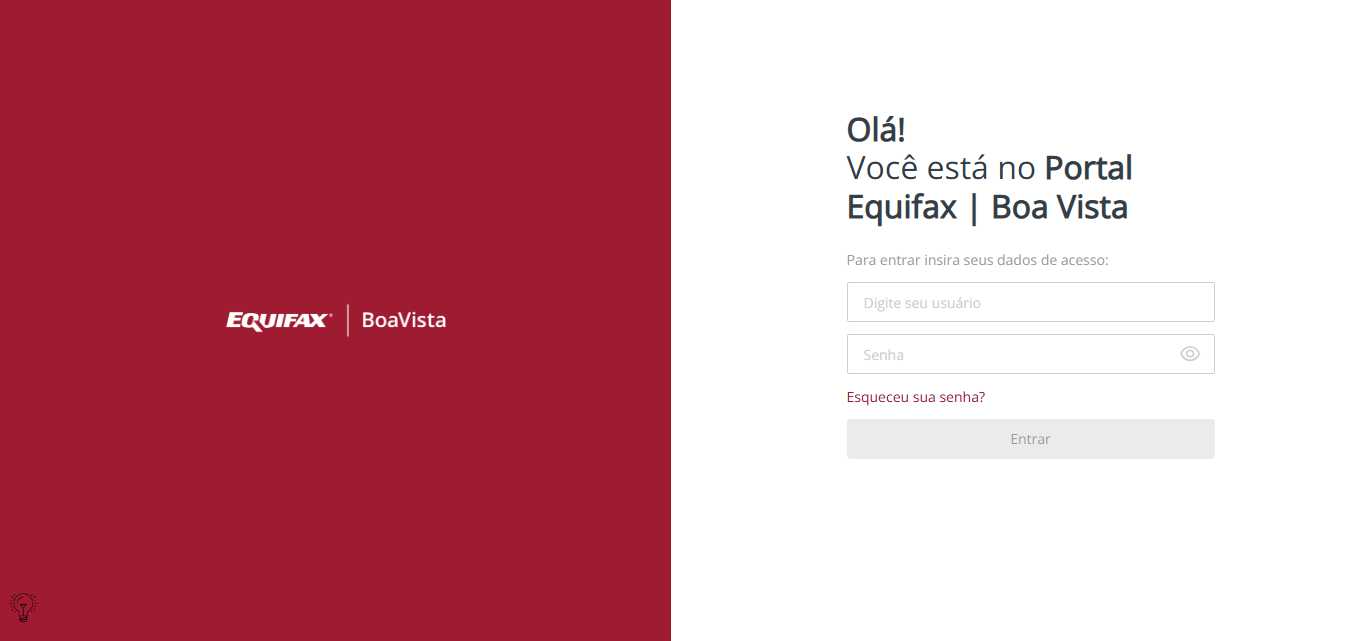 EQUIFAX | BoaVista
Olá!
Você está no Portal
Equifax | Boa Vista
Para entrar insira seus dados de acesso:
Digite seu usuário
Senha
Esqueceu sua senha?
Entrar